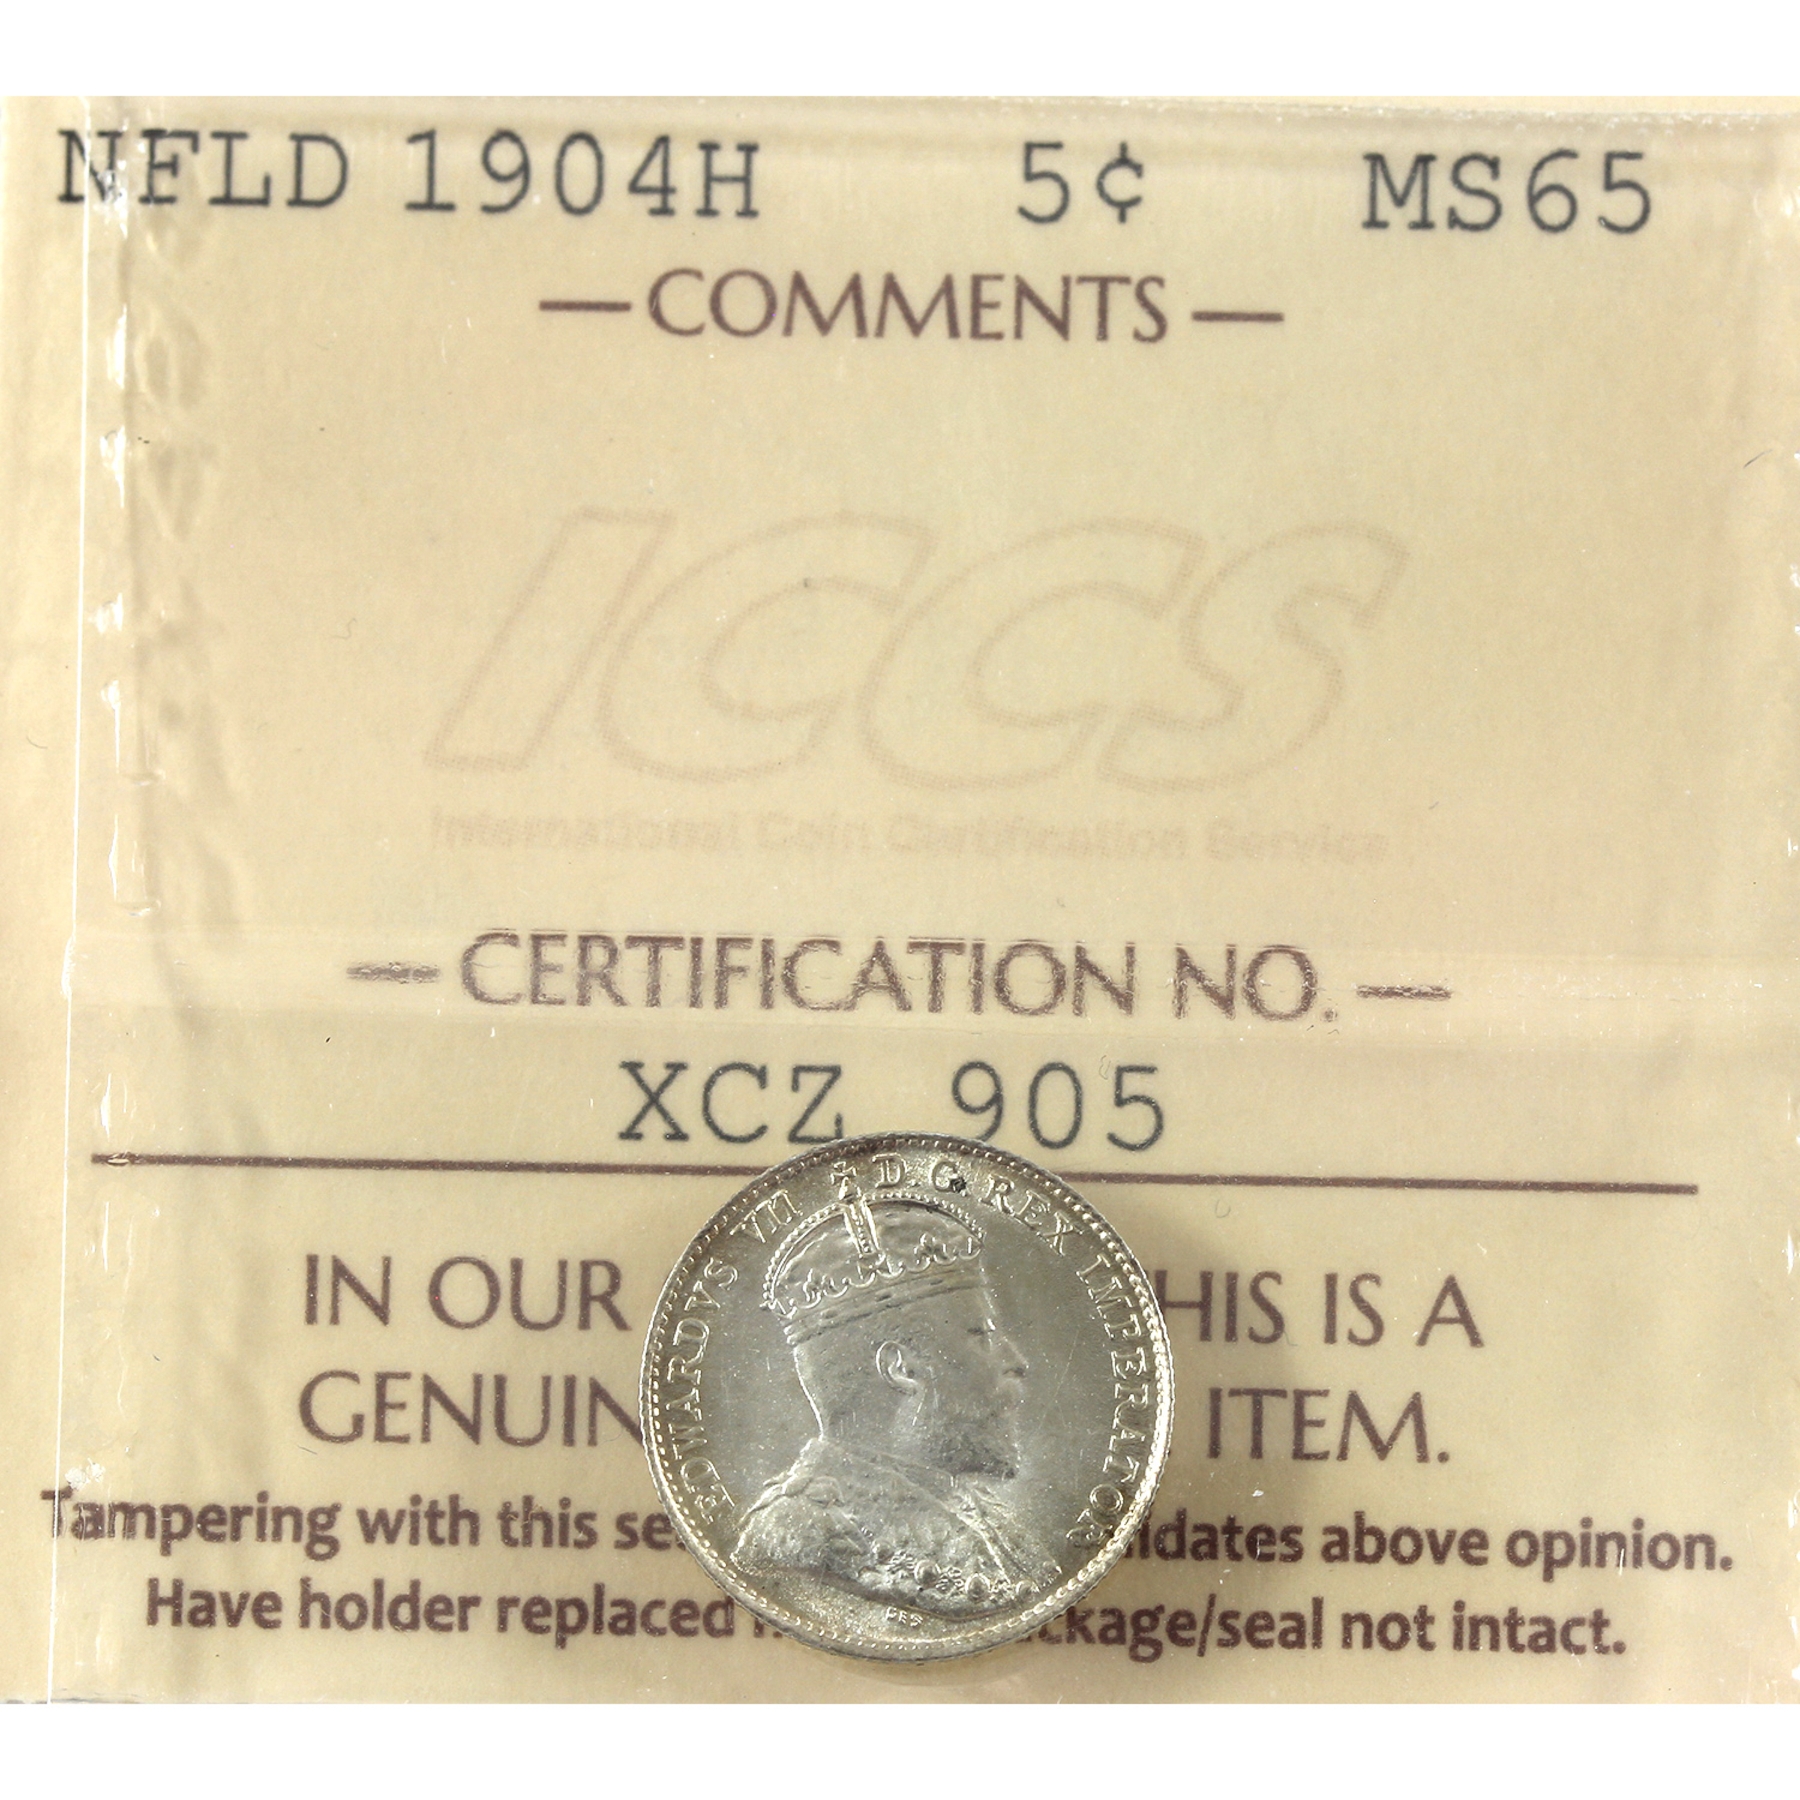 NFLD 1904H 5¢ MS65
— COMMENTS —
ICCS
International Coin Certification Service
— CERTIFICATION NO. —
XCZ 905
IN OUR HIS IS A
GENUIN ITEM.
Tampering with this se idates above opinion.
Have holder replaced ckage/seal not intact.
EDWARDVS VII D.G. REX IMPERATOR
DES